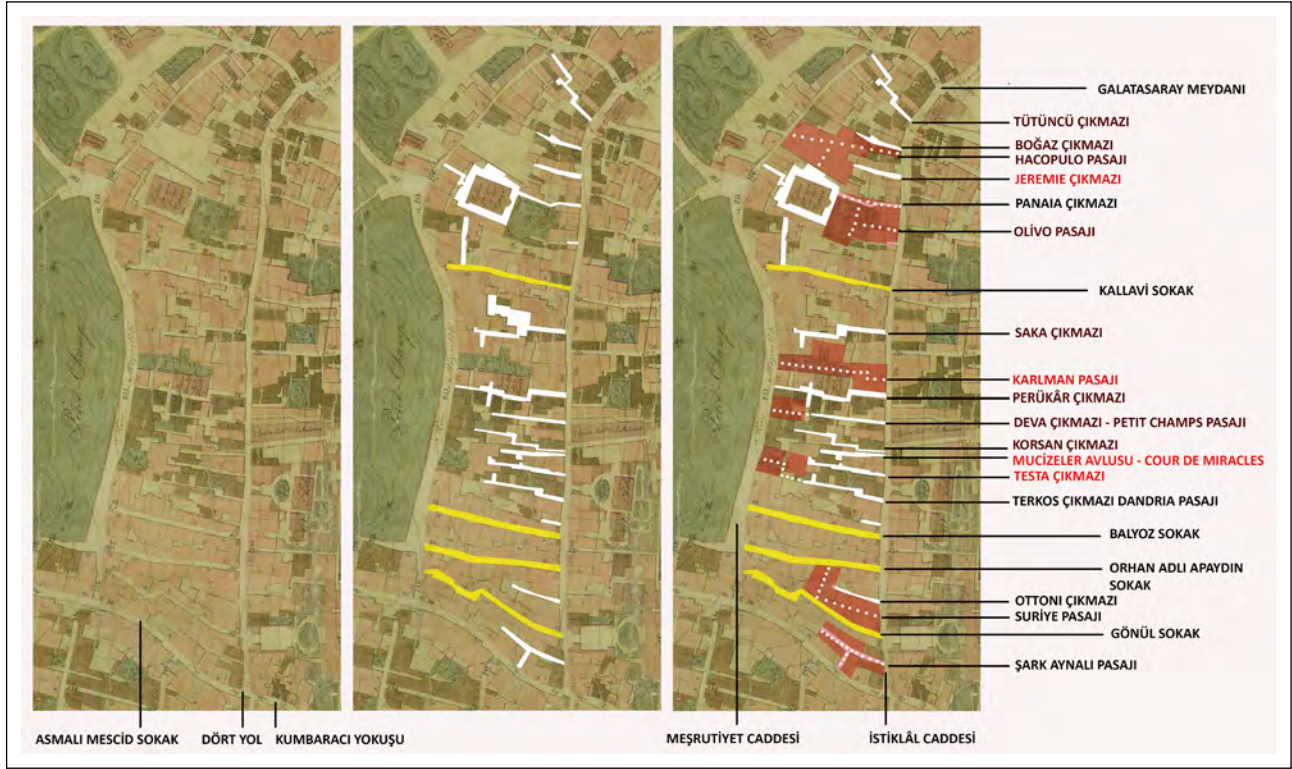 GALATASARAY MEYDANI
TÜTÜNCÜ ÇIKMAZI
BOĞAZ ÇIKMAZI
HACOPULO PASAJI
JEREMIE ÇIKMAZI
PANAIA ÇIKMAZI
OLİVO PASAJI
KALLAVİ SOKAK
SAKA ÇIKMAZI
KARLMAN PASAJI
PERÜKÂR ÇIKMAZI
DEVA ÇIKMAZI - PETIT CHAMPS PASAJI
KORSAN ÇIKMAZI
MUCİZELER AVLUSU - COUR DE MIRACLES
TESTA ÇIKMAZI
TERKOS ÇIKMAZI DANDRIA PASAJI
BALYOZ SOKAK
ORHAN ADLI APAYDIN
SOKAK
OTTONI ÇIKMAZI
SURİYE PASAJI
GÖNÜL SOKAK
ŞARK AYNALI PASAJI
ASMALI MESCİD SOKAK
DÖRT YOL
KUMBARACI YOKUŞU
MEŞRUTİYET CADDESİ
İSTİKLÂL CADDESİ